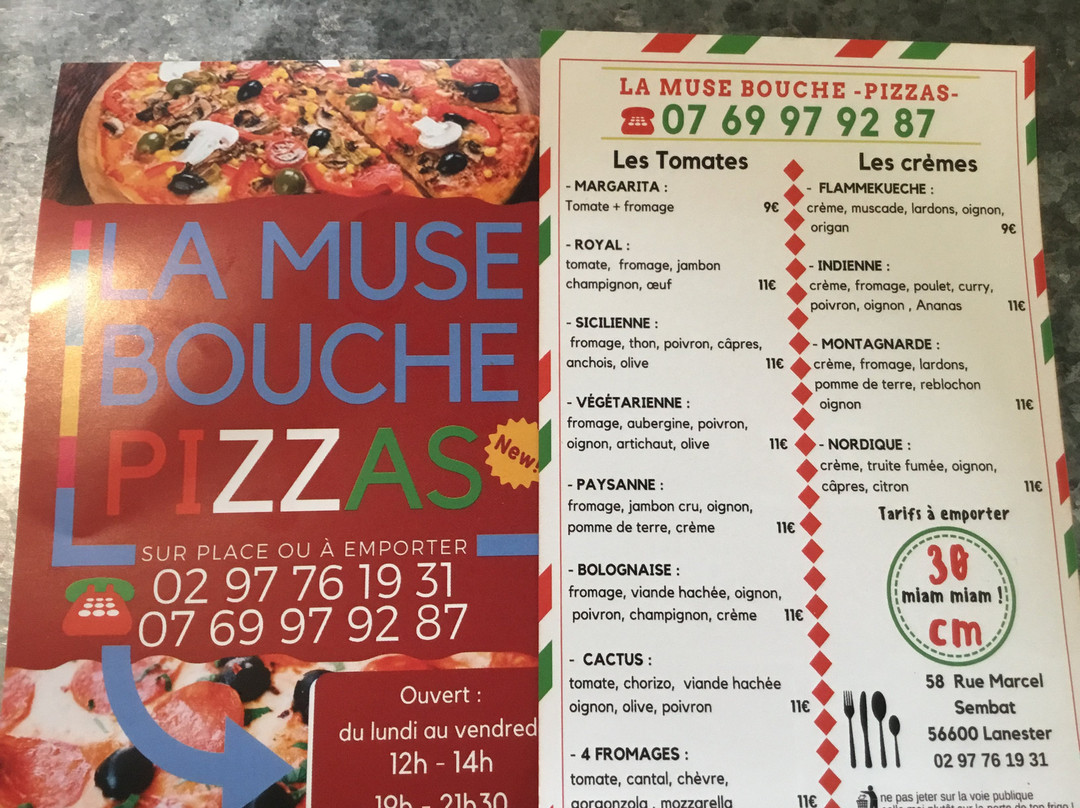 LA MUSE
BOUCHE
PIZZAS
New!
SUR PLACE OU À EMPORTER
02 97 76 19 31
07 69 97 92 87
Ouvert :
du lundi au vendred
12h - 14h
19h - 21h30
LA MUSE BOUCHE -PIZZAS-
07 69 97 92 87
Les Tomates
- MARGARITA :
Tomate + fromage 9€
- ROYAL :
tomate, fromage, jambon
champignon, œuf 11€
- SICILIENNE :
fromage, thon, poivron, câpres,
anchois, olive 11€
- VÉGÉTARIENNE :
fromage, aubergine, poivron,
oignon, artichaut, olive 11€
- PAYSANNE :
fromage, jambon cru, oignon,
pomme de terre, crème 11€
- BOLOGNAISE :
fromage, viande hachée, oignon,
poivron, champignon, crème 11€
- CACTUS :
tomate, chorizo, viande hachée
oignon, olive, poivron 11€
- 4 FROMAGES :
tomate, cantal, chèvre,
gorgonzola , mozzarella 11€
Les crèmes
- FLAMMEKUECHE :
crème, muscade, lardons, oignon,
origan 9€
- INDIENNE :
crème, fromage, poulet, curry,
poivron, oignon , Ananas 11€
- MONTAGNARDE :
crème, fromage, lardons,
pomme de terre, reblochon
oignon 11€
- NORDIQUE :
crème, truite fumée, oignon,
câpres, citron 11€
Tarifs à emporter
30
miam miam !
cm
58 Rue Marcel
Sembat
56600 Lanester
02 97 76 19 31
ne pas jeter sur la voie publique